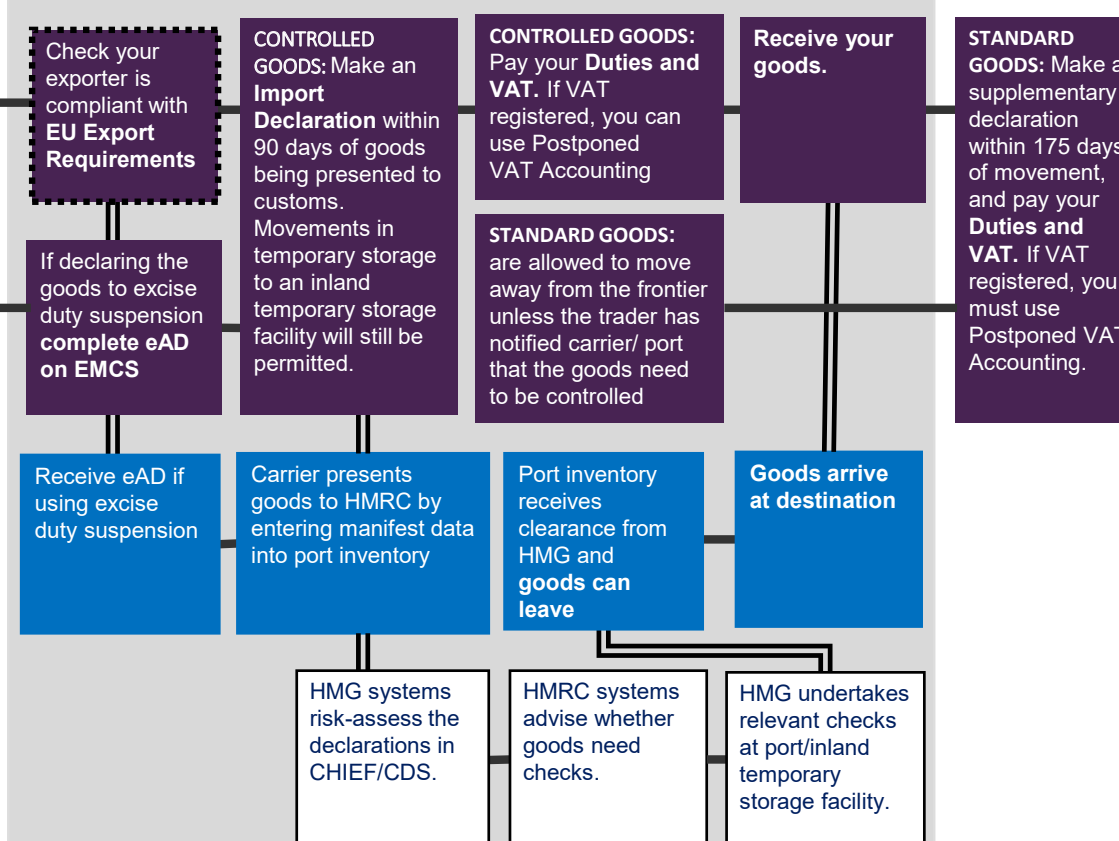 Check your
exporter is
compliant with
EU Export
Requirements
CONTROLLED
GOODS: Make an
Import
Declaration within
90 days of goods
being presented to
customs.
Movements in
temporary storage
to an inland
temporary storage
facility will still be
permitted.
CONTROLLED GOODS:
Pay your Duties and
VAT. If VAT
registered, you can
use Postponed
VAT Accounting
Receive your
goods.
STANDARD
GOODS: Make a
supplementary
declaration
within 175 days
of movement,
and pay your
Duties and
VAT. If VAT
registered, you
must use
Postponed VAT
Accounting.
If declaring the
goods to excise
duty suspension
complete eAD
on EMCS
STANDARD GOODS:
are allowed to move
away from the frontier
unless the trader has
notified carrier/ port
that the goods need
to be controlled
Receive eAD if
using excise
duty suspension
Carrier presents
goods to HMRC by
entering manifest data
into port inventory
Port inventory
receives
clearance from
HMG and
goods can
leave
Goods arrive
at destination
HMG systems
risk-assess the
declarations in
CHIEF/CDS.
HMRC systems
advise whether
goods need
checks.
HMG undertakes
relevant checks
at port/inland
temporary
storage facility.